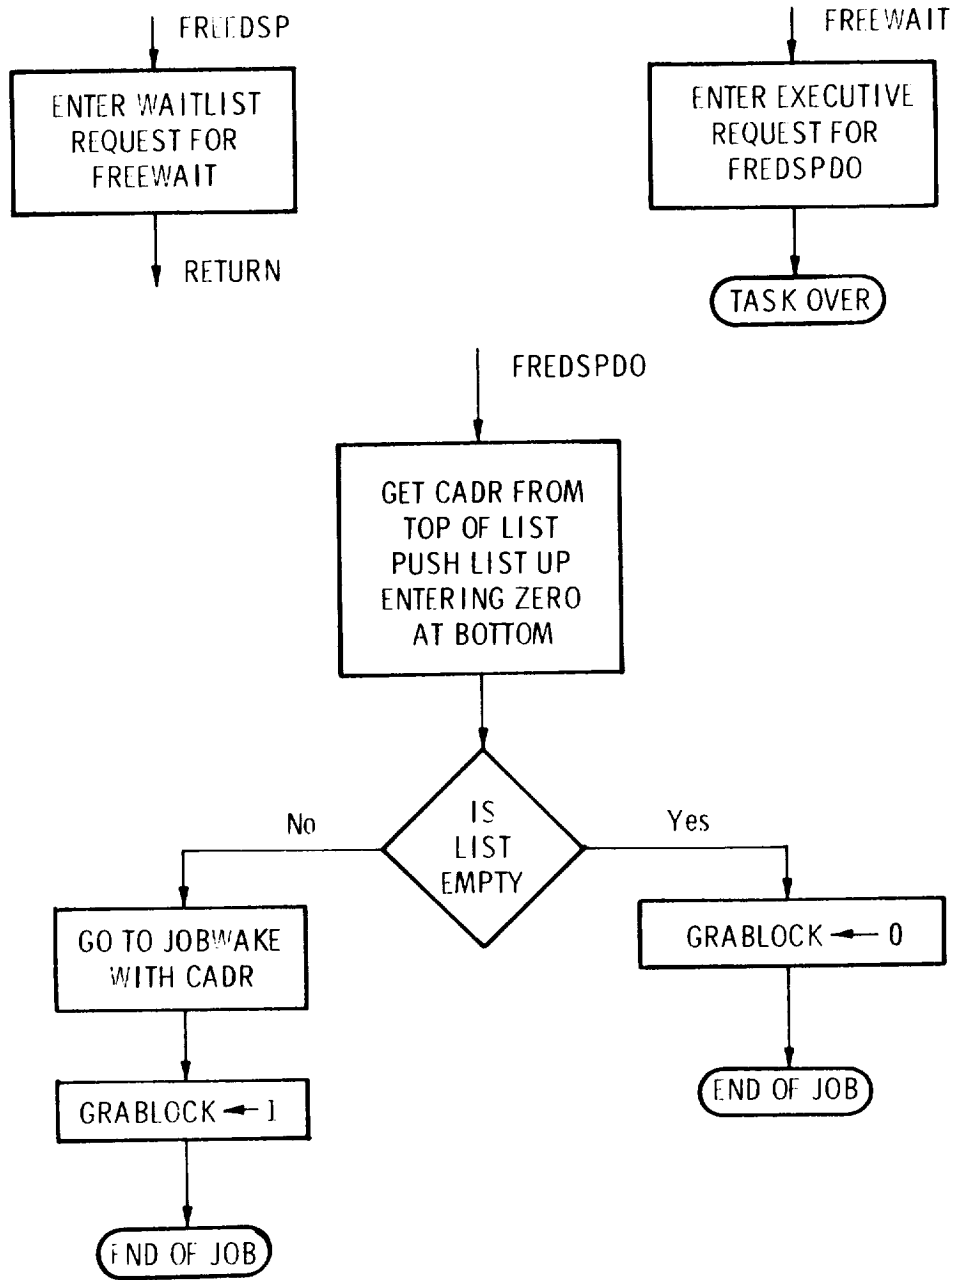 FREEDSP
ENTER WAITLIST
REQUEST FOR
FREEWAIT
RETURN
FREEWAIT
ENTER EXECUTIVE
REQUEST FOR
FREDSPDO
TASK OVER
FREDSPDO
GET CADR FROM
TOP OF LIST
PUSH LIST UP
ENTERING ZERO
AT BOTTOM
IS
LIST
EMPTY
No
Yes
GO TO JOBWAKE
WITH CADR
GRABLOCK ← 1
END OF JOB
GRABLOCK ← 0
END OF JOB